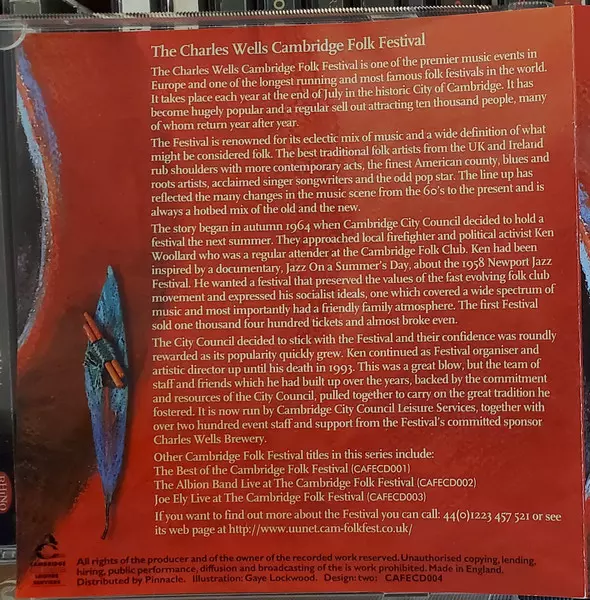 The Charles Wells Cambridge Folk Festival
The Charles Wells Cambridge Folk Festival is one of the premier music events in
Europe and one of the longest running and most famous folk festivals in the world.
It takes place each year at the end of July in the historic City of Cambridge. It has
become hugely popular and a regular sell out attracting ten thousand people, many
of whom return year after year.
The Festival is renowned for its eclectic mix of music and a wide definition of what
might be considered folk. The best traditional folk artists from the UK and Ireland
rub shoulders with more contemporary acts, the finest American county, blues and
roots artists, acclaimed singer songwriters and the odd pop star. The line up has
reflected the many changes in the music scene from the 60's to the present and is
always a hotbed mix of the old and the new.
The story began in autumn 1964 when Cambridge City Council decided to hold a
festival the next summer. They approached local firefighter and political activist Ken
Woollard who was a regular attender at the Cambridge Folk Club. Ken had been
inspired by a documentary, Jazz On a Summer's Day, about the 1958 Newport Jazz
Festival. He wanted a festival that preserved the values of the fast evolving folk club
movement and expressed his socialist ideals, one which covered a wide spectrum of
music and most importantly had a friendly family atmosphere. The first Festival
sold one thousand four hundred tickets and almost broke even.
The City Council decided to stick with the Festival and their confidence was roundly
rewarded as its popularity quickly grew. Ken continued as Festival organiser and
artistic director up until his death in 1993. This was a great blow, but the team of
staff and friends which he had built up over the years, backed by the commitment
and resources of the City Council, pulled together to carry on the great tradition he
fostered. It is now run by Cambridge City Council Leisure Services, together with
over two hundred event staff and support from the Festival's committed sponsor
Charles Wells Brewery.
Other Cambridge Folk Festival titles in this series include:
The Best of the Cambridge Folk Festival (CAFECD001)
The Albion Band Live at The Cambridge Folk Festival (CAFECD002)
Joe Ely Live at The Cambridge Folk Festival (CAFECD003)
If you want to find out more about the Festival you can call: 44(0)1223 457 521 or see
its web page at http://www.uunet.cam-folkfest.co.uk/
All rights of the producer and of the owner of the recorded work reserved. Unauthorised copying, lending,
hiring, public performance, diffusion and broadcasting of the is work prohibited. Made in England.
Distributed by Pinnacle. Illustration: Gaye Lockwood. Design: two; CAFECD004
CAMBRIDGE
LEISURE SERVICES
RHINO